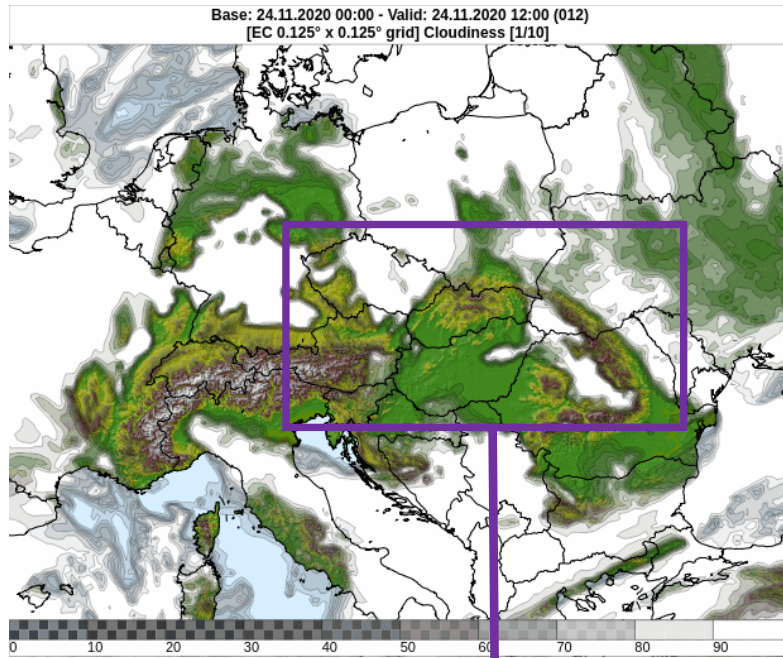 Base: 24.11.2020 00:00 - Valid: 24.11.2020 12:00 (012)
[EC 0.125° x 0.125° grid] Cloudiness [1/10]
0 10 20 30 40 50 60 70 80 90